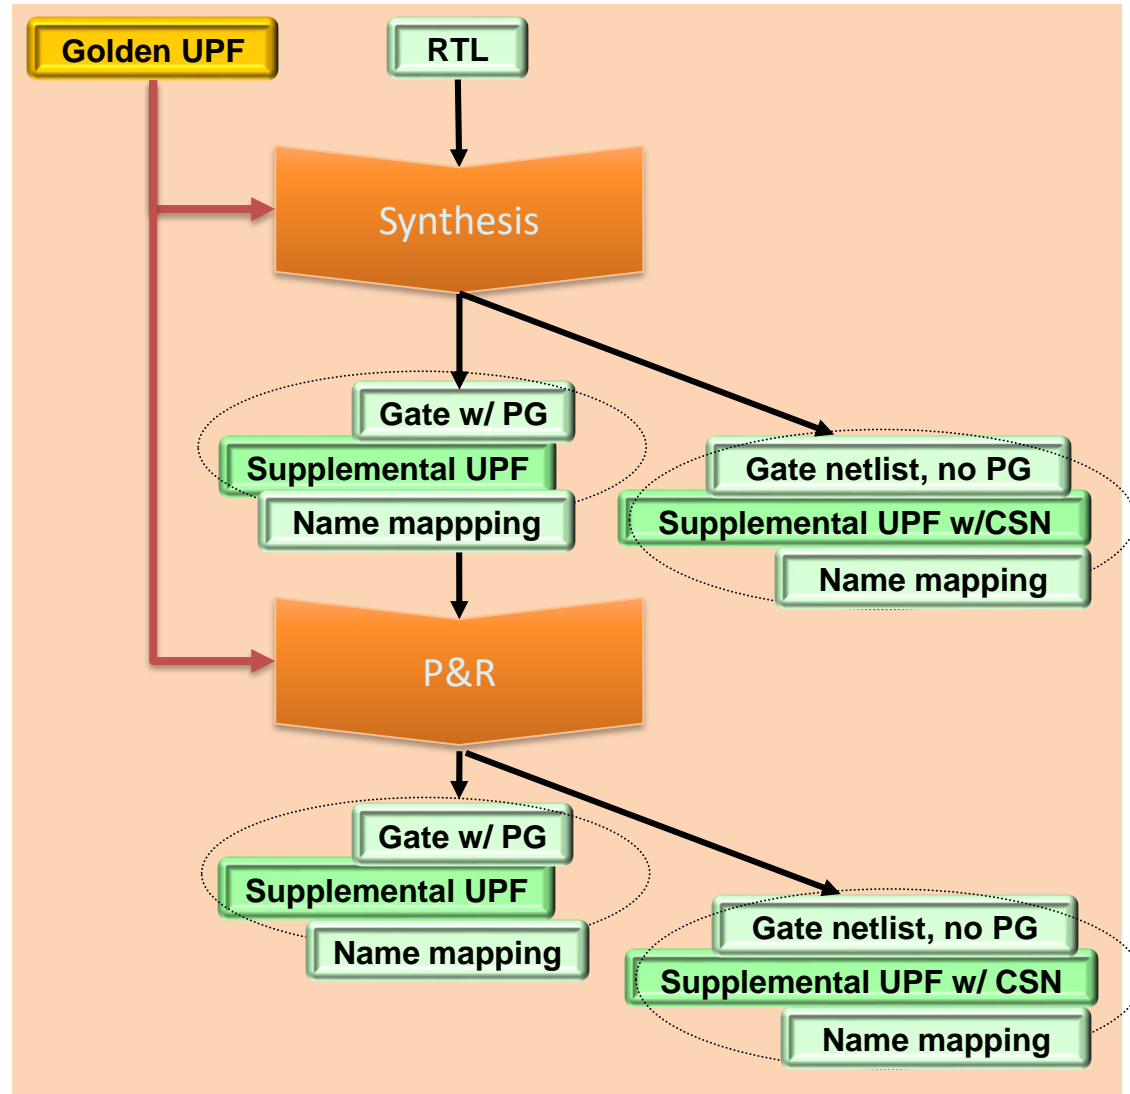 Golden UPF
RTL
Synthesis
Gate w/ PG
Supplemental UPF
Name mappping
Gate netlist, no PG
Supplemental UPF w/CSN
Name mapping
P&R
Gate w/ PG
Supplemental UPF
Name mapping
Gate netlist, no PG
Supplemental UPF w/ CSN
Name mapping